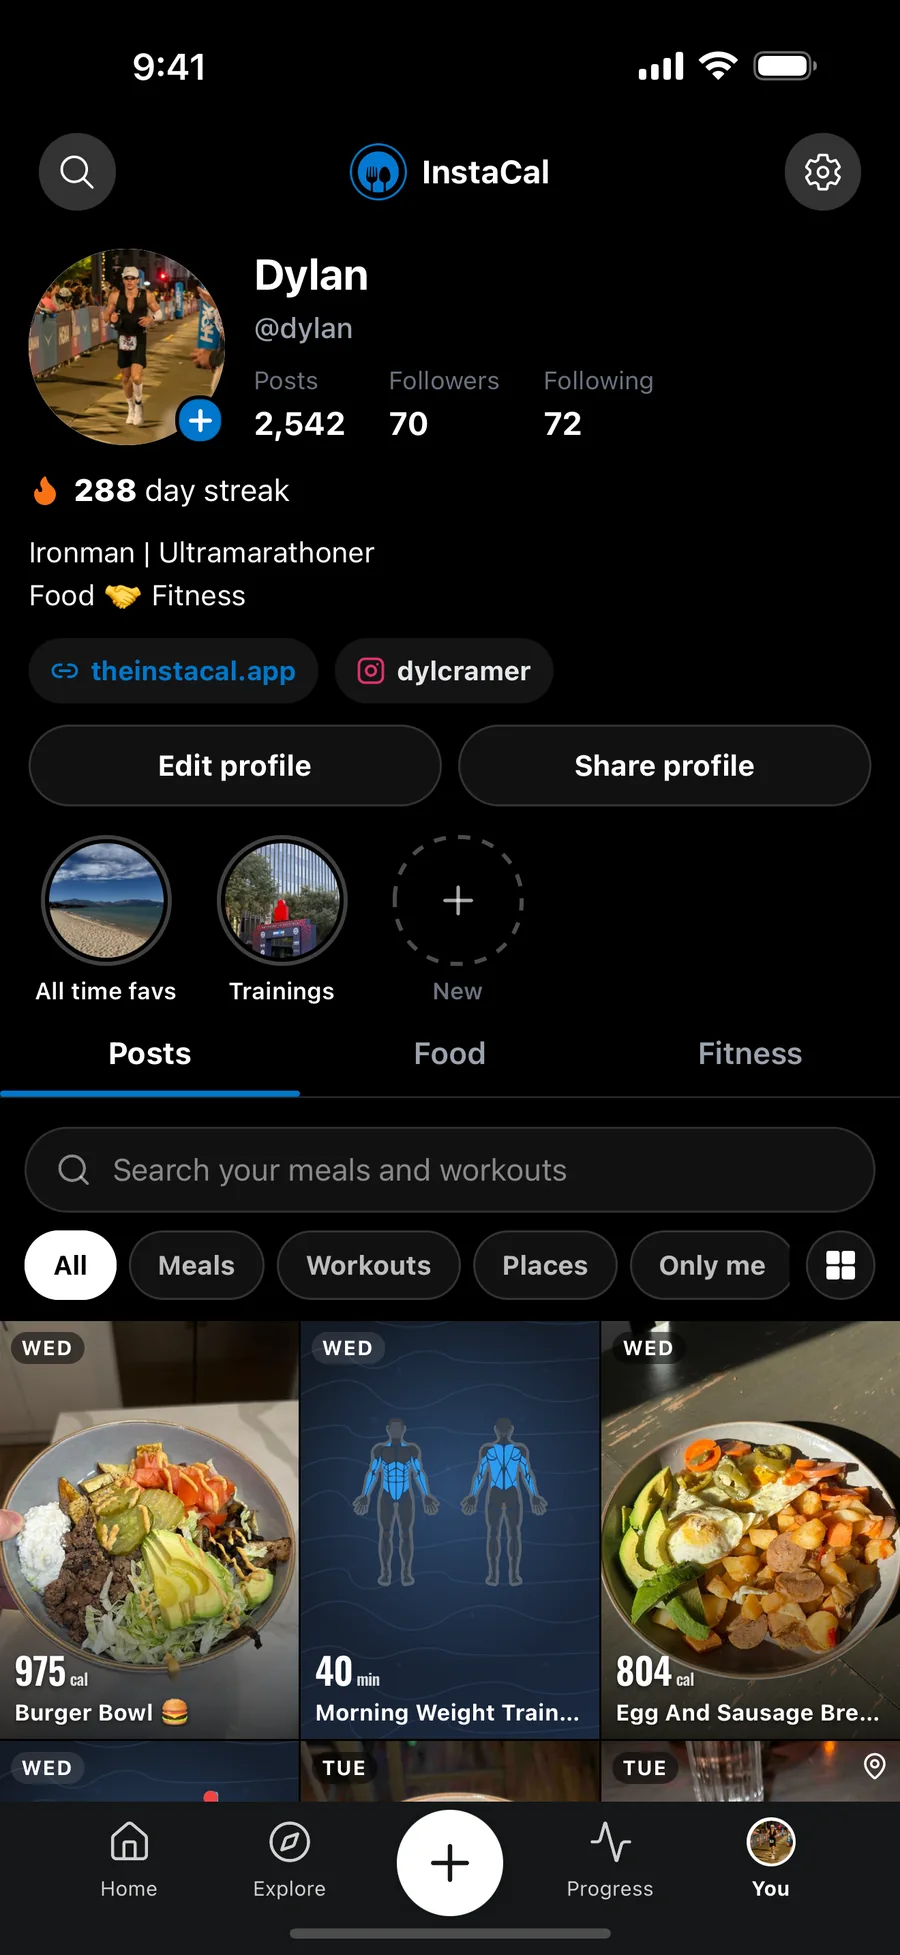 9:41
InstaCal
Dylan
@dylan
Posts Followers Following
2,542 70 72
288 day streak
Ironman | Ultramarathoner
Food 🤝 Fitness
theinstacal.app dylcramer
Edit profile Share profile
All time favs Trainings New
Posts Food Fitness
Search your meals and workouts
All Meals Workouts Places Only me
WED WED WED
975 cal 40 min 804 cal
Burger Bowl 🍔 Morning Weight Train... Egg And Sausage Bre...
WED TUE TUE
Home Explore Progress You